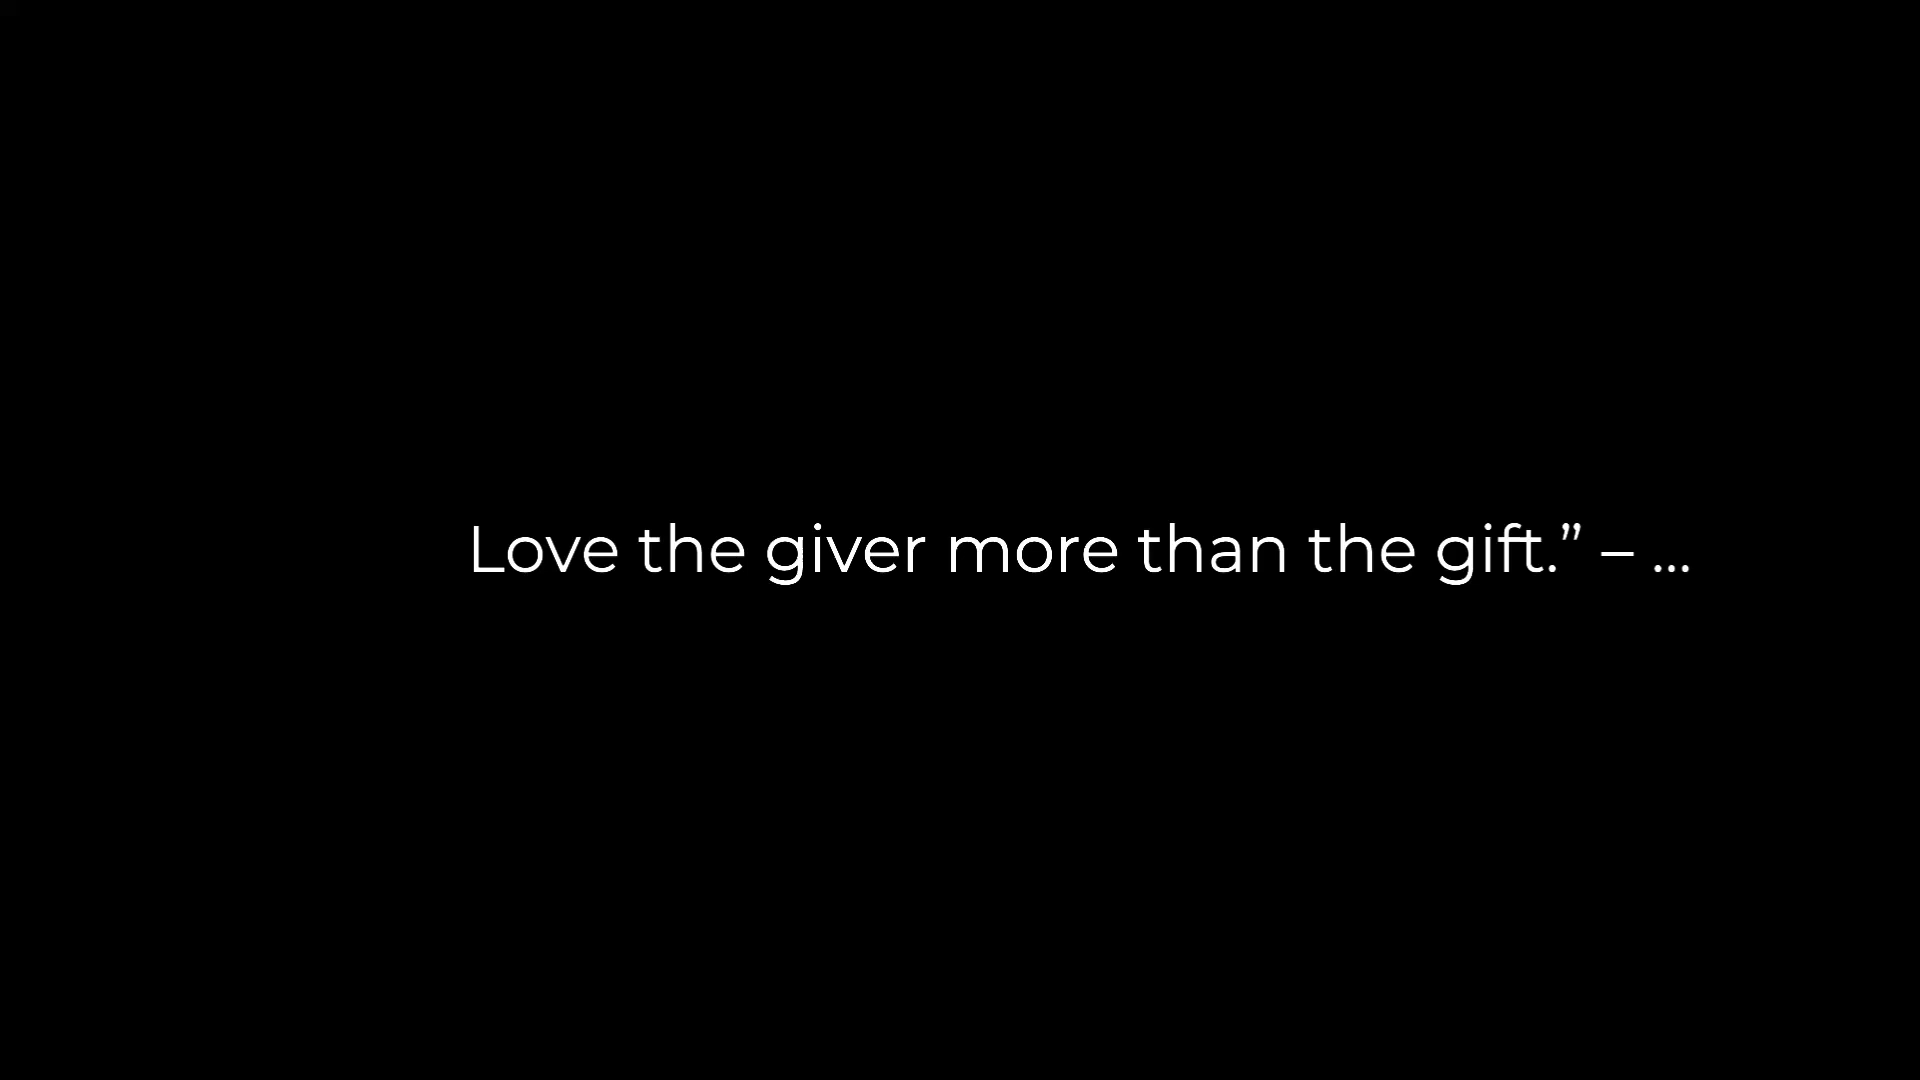 Love the giver more than the gift.” – ...